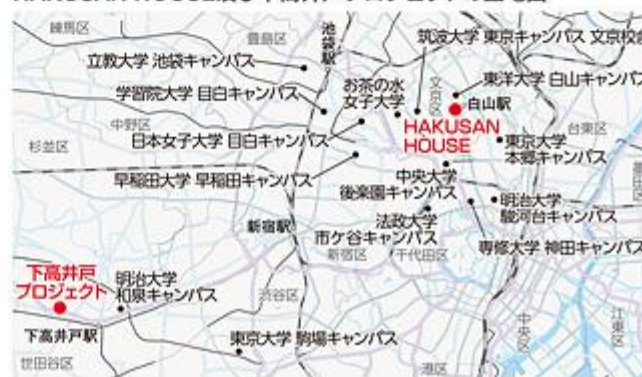 練馬区
豊島区
池袋駅
筑波大学 東京キャンパス 文京校舎
立教大学 池袋キャンパス
お茶の水
女子大学
文京区
東洋大学 白山キャンパス
学習院大学 目白キャンパス
白山駅
中野区
HAKUSAN
HOUSE
台東区
杉並区
日本女子大学 目白キャンパス
東京大学
本郷キャンパス
早稲田大学 早稲田キャンパス
中央大学
後楽園キャンパス
明治大学
駿河台キャンパス
新宿駅
法政大学
市ケ谷キャンパス
専修大学 神田キャンパス
新宿区
千代田区
下高井戸
プロジェクト
明治大学
和泉キャンパス
渋谷区
中央区
江東区
下高井戸駅
東京大学 駒場キャンパス
世田谷区
港区